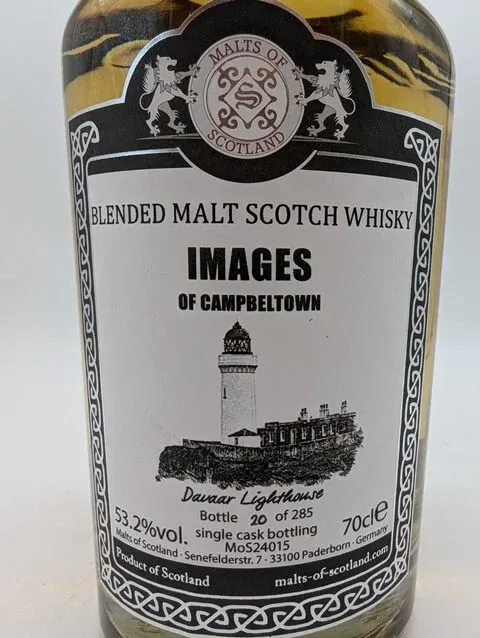 MALTS OF
S
SCOTLAND
BLENDED MALT SCOTCH WHISKY
IMAGES
OF CAMPBELTOWN
Davaar Lighthouse
Bottle 20 of 285
53.2%vol. single cask bottling 70cl e
MoS24015
Malts of Scotland · Senefelderstr. 7 · 33100 Paderborn · Germany
Product of Scotland malts-of-scotland.com